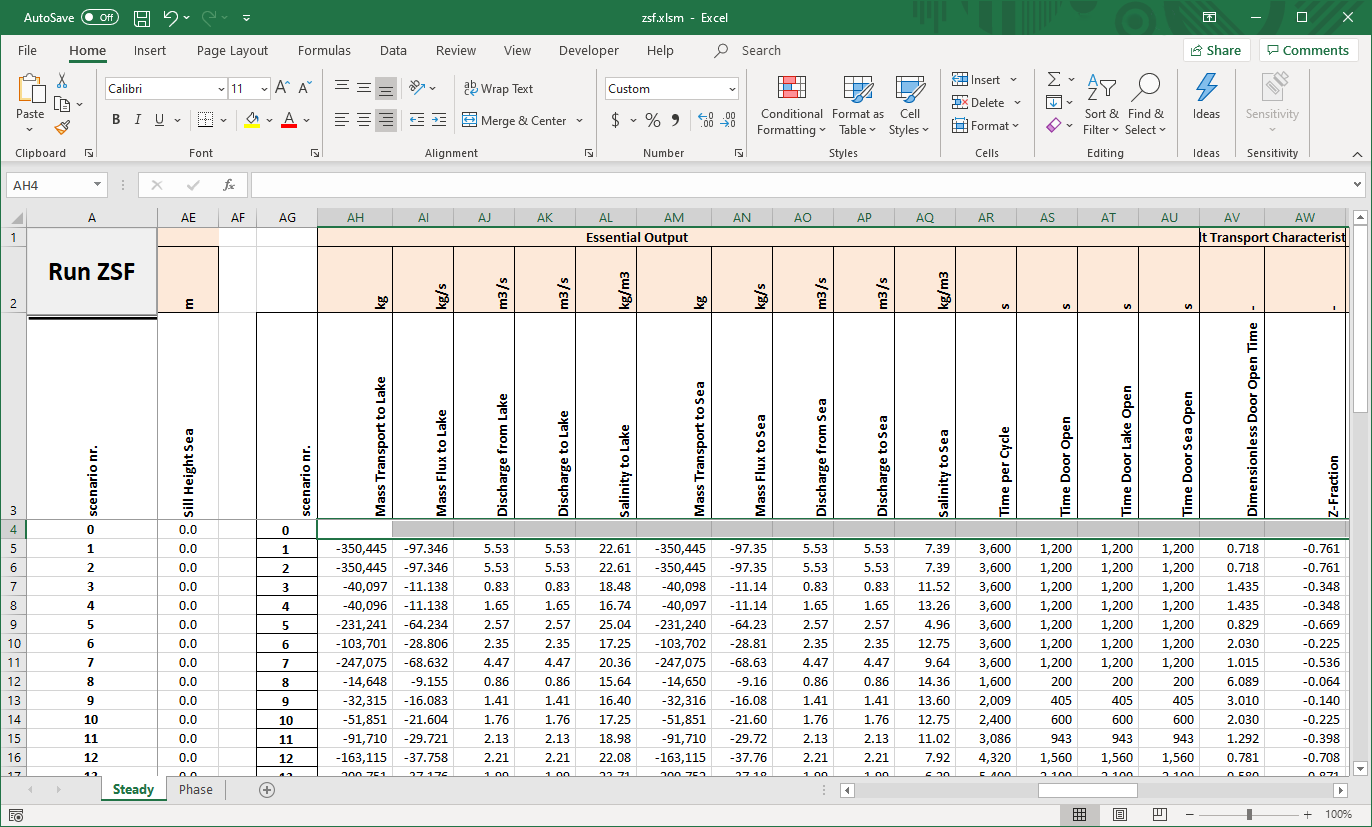 AutoSave Off zsf.xlsm - Excel
File Home Insert Page Layout Formulas Data Review View Developer Help Search Share Comments
Calibri 11 Wrap Text Custom Insert
Paste Conditional Format as Cell Delete Sort & Find & Ideas Sensitivity
B I U A Merge & Center $ % Formatting Table Styles Format Filter Select
Clipboard Font Alignment Number Styles Cells Editing Ideas Sensitivity
AH4 fx
A AE AF AG AH AI AJ AK AL AM AN AO AP AQ AR AS AT AU AV AW
1 Essential Output lt Transport Characterist
2 Run ZSF m kg kg/s m3/s m3/s kg/m3 kg kg/s m3/s m3/s kg/m3 s s s s - -
3 scenario nr. Sill Height Sea scenario nr. Mass Transport to Lake Mass Flux to Lake Discharge from Lake Discharge to Lake Salinity to Lake Mass Transport to Sea Mass Flux to Sea Discharge from Sea Discharge to Sea Salinity to Sea Time per Cycle Time Door Open Time Door Lake Open Time Door Sea Open Dimensionless Door Open Time Z-Fraction
4 0 0.0 0
5 1 0.0 1 -350,445 -97.346 5.53 5.53 22.61 -350,445 -97.35 5.53 5.53 7.39 3,600 1,200 1,200 1,200 0.718 -0.761
6 2 0.0 2 -350,445 -97.346 5.53 5.53 22.61 -350,445 -97.35 5.53 5.53 7.39 3,600 1,200 1,200 1,200 0.718 -0.761
7 3 0.0 3 -40,097 -11.138 0.83 0.83 18.48 -40,098 -11.14 0.83 0.83 11.52 3,600 1,200 1,200 1,200 1.435 -0.348
8 4 0.0 4 -40,096 -11.138 1.65 1.65 16.74 -40,097 -11.14 1.65 1.65 13.26 3,600 1,200 1,200 1,200 1.435 -0.348
9 5 0.0 5 -231,241 -64.234 2.57 2.57 25.04 -231,240 -64.23 2.57 2.57 4.96 3,600 1,200 1,200 1,200 0.829 -0.669
10 6 0.0 6 -103,701 -28.806 2.35 2.35 17.25 -103,702 -28.81 2.35 2.35 12.75 3,600 1,200 1,200 1,200 2.030 -0.225
11 7 0.0 7 -247,075 -68.632 4.47 4.47 20.36 -247,075 -68.63 4.47 4.47 9.64 3,600 1,200 1,200 1,200 1.015 -0.536
12 8 0.0 8 -14,648 -9.155 0.86 0.86 15.64 -14,650 -9.16 0.86 0.86 14.36 1,600 200 200 200 6.089 -0.064
13 9 0.0 9 -32,315 -16.083 1.41 1.41 16.40 -32,316 -16.08 1.41 1.41 13.60 2,009 405 405 405 3.010 -0.140
14 10 0.0 10 -51,851 -21.604 1.76 1.76 17.25 -51,851 -21.60 1.76 1.76 12.75 2,400 600 600 600 2.030 -0.225
15 11 0.0 11 -91,710 -29.721 2.13 2.13 18.98 -91,710 -29.72 2.13 2.13 11.02 3,086 943 943 943 1.292 -0.398
16 12 0.0 12 -163,115 -37.758 2.21 2.21 22.08 -163,115 -37.76 2.21 2.21 7.92 4,320 1,560 1,560 1,560 0.781 -0.708
Steady Phase
100%